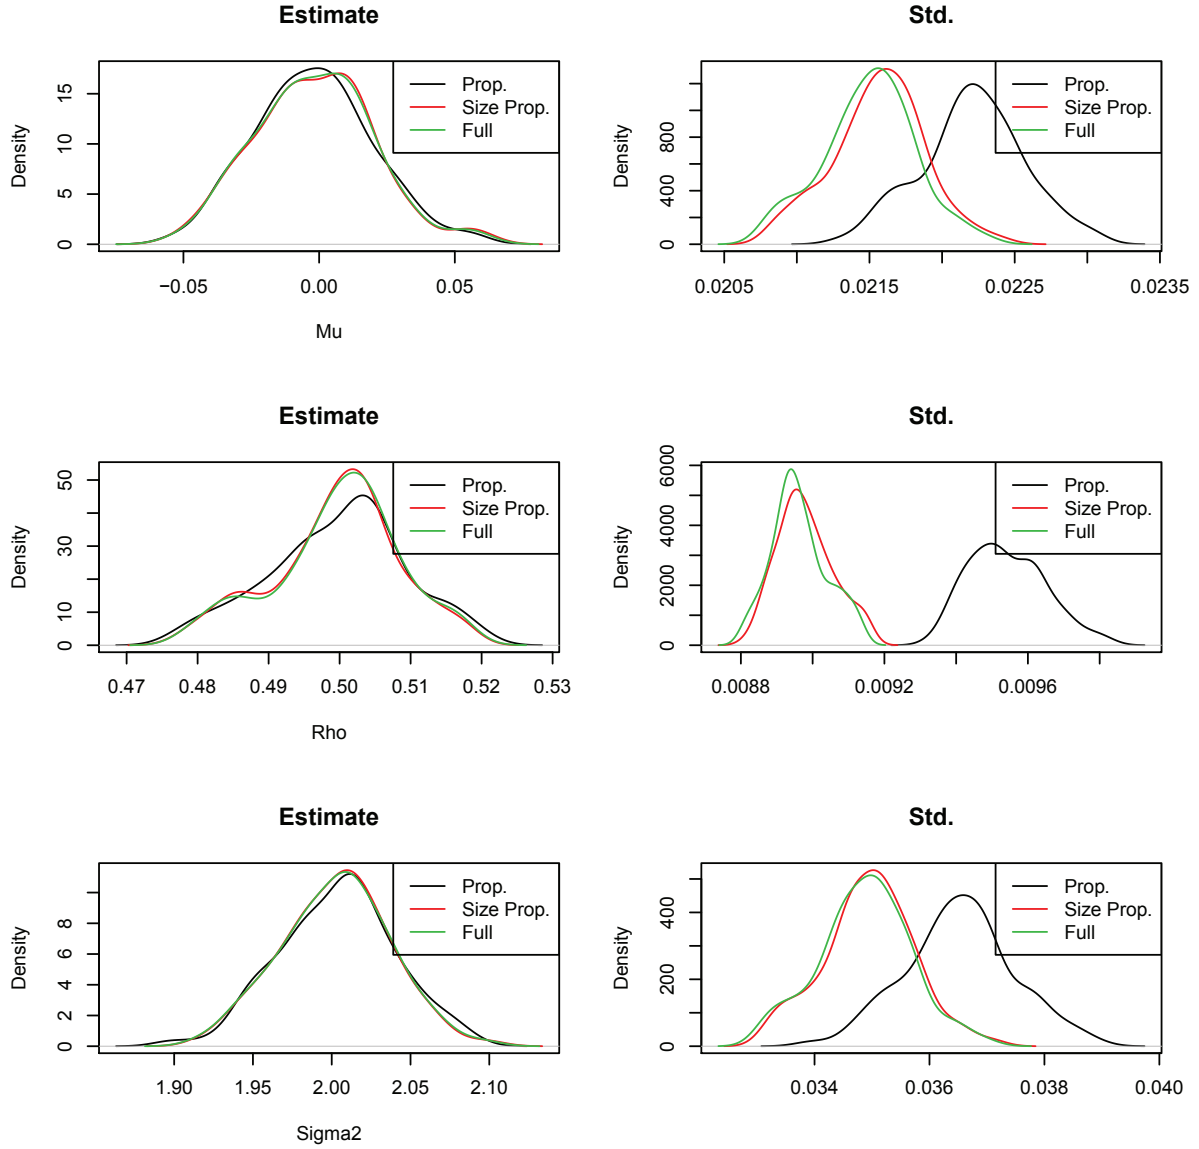 Estimate
Density
0
5
10
15
Prop.
Size Prop.
Full
−0.05
0.00
0.05
Mu
Std.
Density
0
400
800
Prop.
Size Prop.
Full
0.0205
0.0215
0.0225
0.0235
Estimate
Density
0
10
30
50
Prop.
Size Prop.
Full
0.47
0.48
0.49
0.50
0.51
0.52
0.53
Rho
Std.
Density
0
2000
4000
6000
Prop.
Size Prop.
Full
0.0088
0.0092
0.0096
Estimate
Density
0
2
4
6
8
Prop.
Size Prop.
Full
1.90
1.95
2.00
2.05
2.10
Sigma2
Std.
Density
0
200
400
Prop.
Size Prop.
Full
0.034
0.036
0.038
0.040